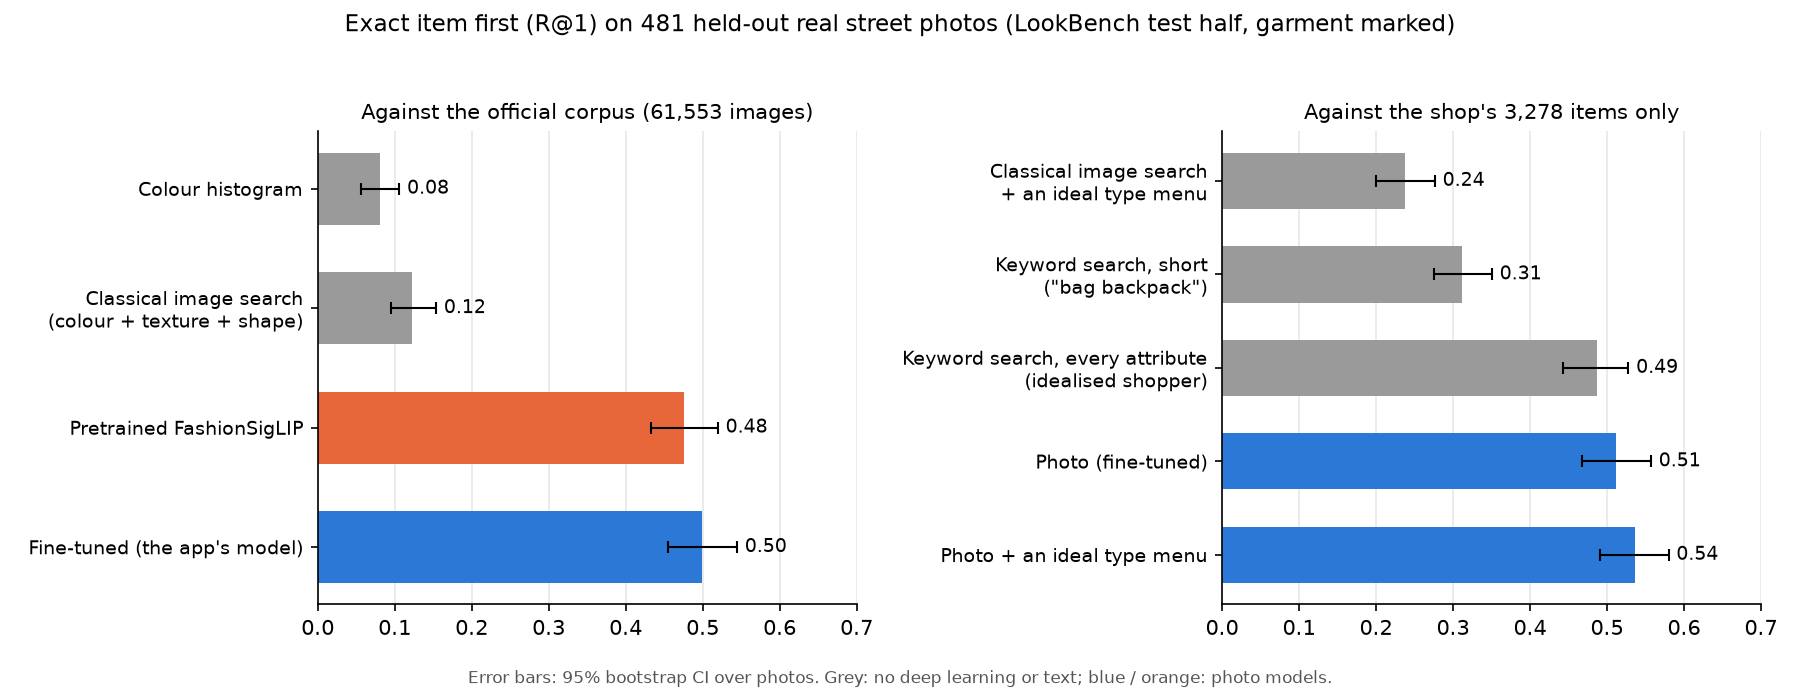 Exact item first (R@1) on 481 held-out real street photos (LookBench test half, garment marked)
Against the official corpus (61,553 images)
Colour histogram
0.08
Classical image search
(colour + texture + shape)
0.12
Pretrained FashionSigLIP
0.48
Fine-tuned (the app's model)
0.50
0.0 0.1 0.2 0.3 0.4 0.5 0.6 0.7
Against the shop's 3,278 items only
Classical image search
+ an ideal type menu
0.24
Keyword search, short
("bag backpack")
0.31
Keyword search, every attribute
(idealised shopper)
0.49
Photo (fine-tuned)
0.51
Photo + an ideal type menu
0.54
0.0 0.1 0.2 0.3 0.4 0.5 0.6 0.7
Error bars: 95% bootstrap CI over photos. Grey: no deep learning or text; blue / orange: photo models.